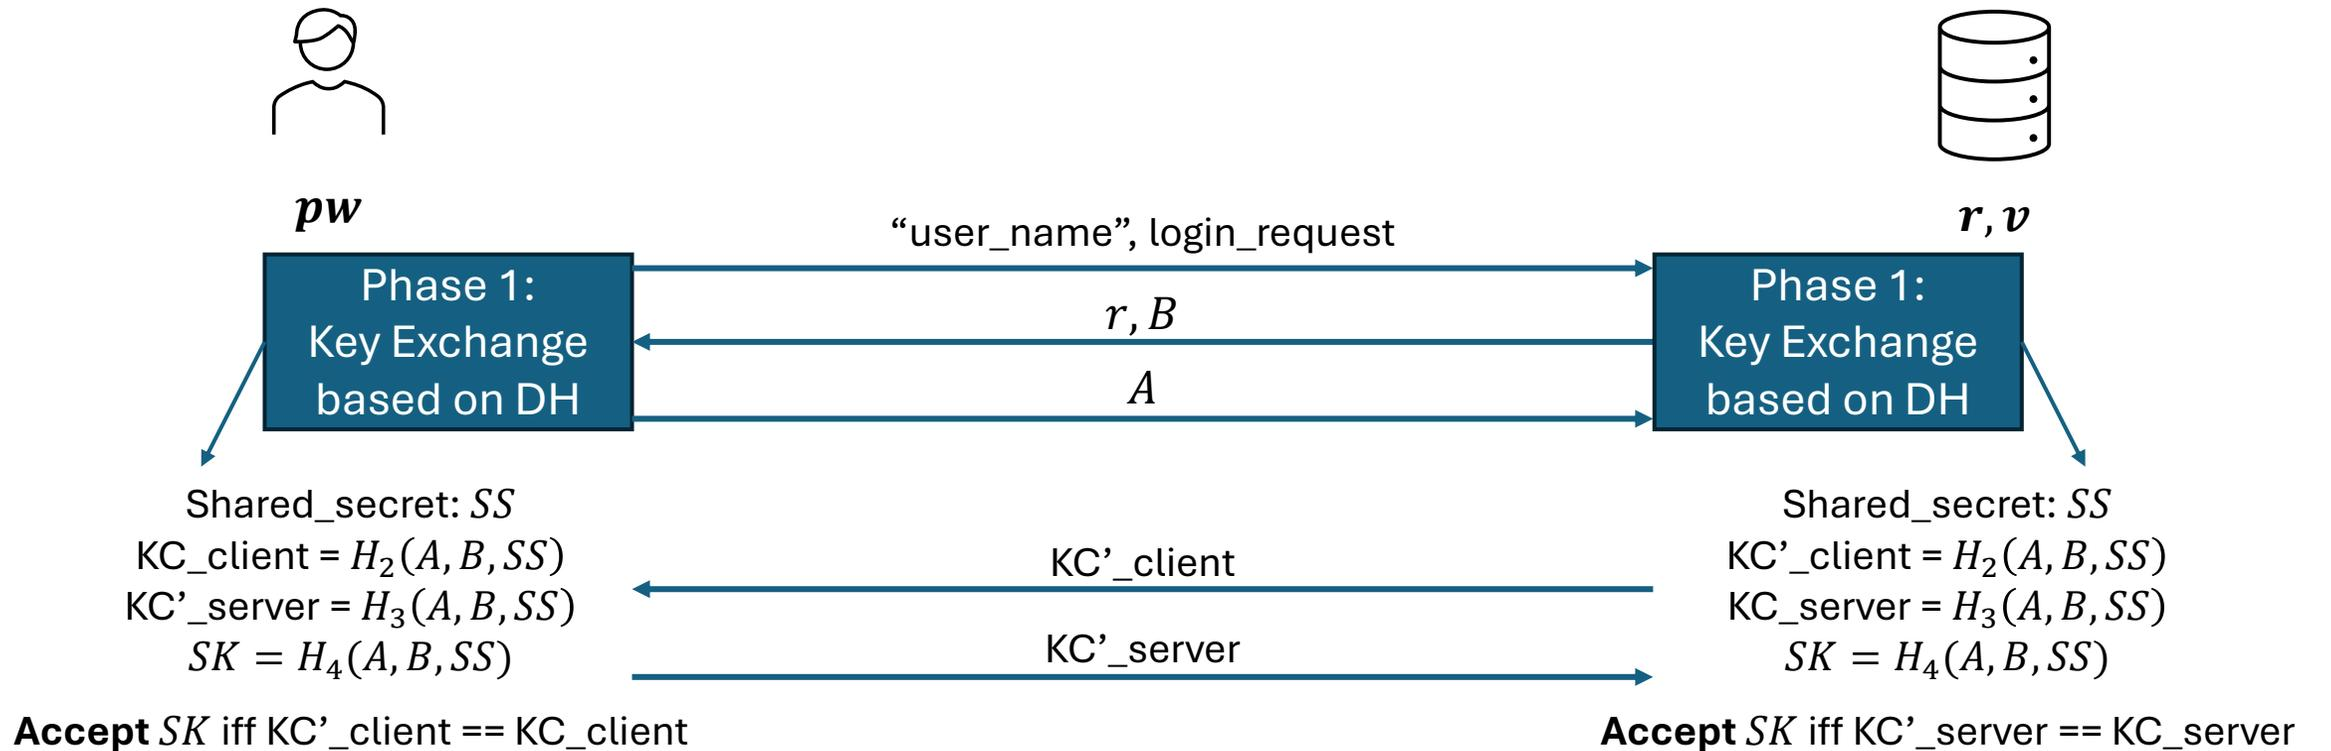 pw
r, v
“user_name”, login_request
Phase 1:
Key Exchange
based on DH
r, B
A
Phase 1:
Key Exchange
based on DH
Shared_secret: SS
KC_client = H₂(A, B, SS)
KC’_server = H₃(A, B, SS)
SK = H₄(A, B, SS)
Accept SK iff KC’_client == KC_client
KC’_client
KC’_server
Shared_secret: SS
KC’_client = H₂(A, B, SS)
KC_server = H₃(A, B, SS)
SK = H₄(A, B, SS)
Accept SK iff KC’_server == KC_server